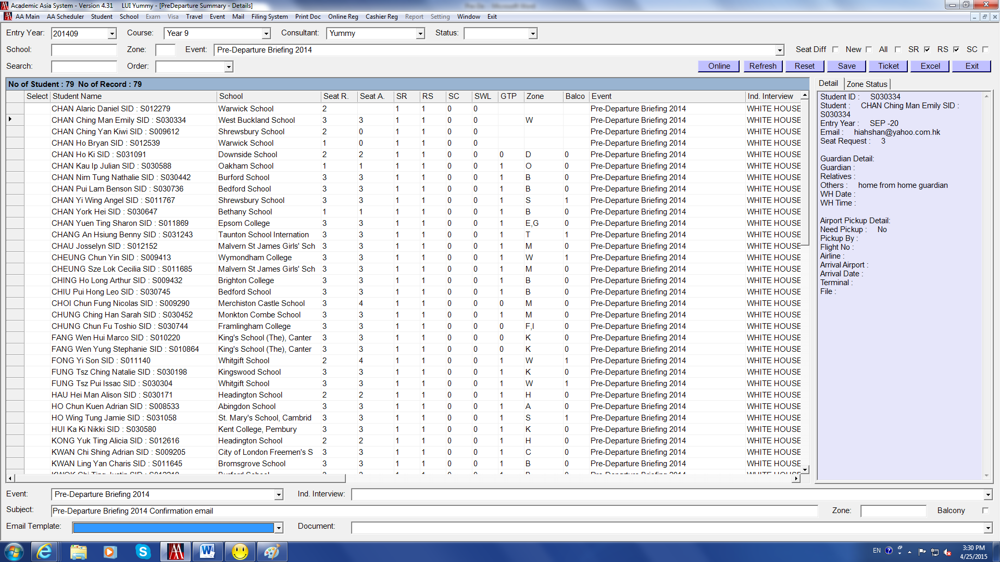 Academic Asia System - Version 4.31 LUI Yummy - [PreDeparture Summary - Details]
AA Main AA Scheduler Student School Exam Visa Travel Event Mail Filing System Print Doc Online Reg Cashier Reg Report Setting Window Exit
Entry Year: 201409 Course: Year 9 Consultant: Yummy Status:
School: Zone: Event: Pre-Departure Briefing 2014 Seat Diff New All SR RS SC
Search: Order: Online Refresh Reset Save Ticket Excel Exit
No of Student : 79 No of Record : 79
Select Student Name School Seat R. Seat A. SR RS SC SWL GTP Zone Balco Event Ind. Interview
CHAN Alaric Daniel SID : S012279 Warwick School 2 1 1 0 0 Pre-Departure Briefing 2014 WHITE HOUSE
CHAN Ching Man Emily SID : S030334 West Buckland School 3 3 1 1 0 0 W Pre-Departure Briefing 2014 WHITE HOUSE
CHAN Ching Yan Kiwi SID : S009612 Shrewsbury School 2 0 1 1 0 0 Pre-Departure Briefing 2014 WHITE HOUSE
CHAN Ho Bryan SID : S012539 Warwick School 1 0 1 1 0 0 Pre-Departure Briefing 2014 WHITE HOUSE
CHAN Ho Ki SID : S031091 Downside School 2 2 1 1 0 0 0 D 0 Pre-Departure Briefing 2014 WHITE HOUSE
CHAN Kau Ip Julian SID : S030588 Oakham School 1 1 1 1 0 0 1 O 0 Pre-Departure Briefing 2014 WHITE HOUSE
CHAN Nim Tung Nathalie SID : S030442 Burford School 3 3 1 1 0 0 1 B 0 Pre-Departure Briefing 2014 WHITE HOUSE
CHAN Pui Lam Benson SID : S030736 Bedford School 3 3 1 1 0 0 1 B 0 Pre-Departure Briefing 2014 WHITE HOUSE
CHAN Yi Wing Angel SID : S011767 Shrewsbury School 3 3 1 1 0 0 1 S 1 Pre-Departure Briefing 2014 WHITE HOUSE
CHAN York Hei SID : S030647 Bethany School 1 1 1 1 0 0 1 B 0 Pre-Departure Briefing 2014 WHITE HOUSE
CHAN Yuen Ting Sharon SID : S011869 Epsom College 3 3 1 1 0 0 1 E,G 0 Pre-Departure Briefing 2014 WHITE HOUSE
CHANG An Hsiung Benny SID : S031243 Taunton School Internation 3 3 1 1 0 0 1 T 1 Pre-Departure Briefing 2014 WHITE HOUSE
CHAU Josselyn SID : S012152 Malvern St James Girls' Sch 3 3 1 1 0 0 1 M 0 Pre-Departure Briefing 2014 WHITE HOUSE
CHEUNG Chun Yin SID : S009413 Wymondham College 3 3 1 1 0 0 1 W 1 Pre-Departure Briefing 2014 WHITE HOUSE
CHEUNG Sze Lok Cecilia SID : S011685 Malvern St James Girls' Sch 3 3 1 1 0 0 1 M 0 Pre-Departure Briefing 2014 WHITE HOUSE
CHING Ho Long Arthur SID : S009432 Brighton College 3 3 1 1 0 0 1 B 0 Pre-Departure Briefing 2014 WHITE HOUSE
CHIU Pui Hong Leo SID : S030745 Bedford School 3 3 1 1 0 0 1 B 0 Pre-Departure Briefing 2014 WHITE HOUSE
CHOI Chun Fung Nicolas SID : S009290 Merchiston Castle School 3 4 1 1 0 0 0 M 0 Pre-Departure Briefing 2014 WHITE HOUSE
CHUNG Ching Han Sarah SID : S030452 Monkton Combe School 3 3 1 1 0 0 1 M 0 Pre-Departure Briefing 2014 WHITE HOUSE
CHUNG Chun Fu Toshio SID : S030744 Framlingham College 3 3 1 1 0 0 0 F,I 0 Pre-Departure Briefing 2014 WHITE HOUSE
FANG Wen Hui Marco SID : S010220 King's School (The), Canter 3 3 1 1 0 0 0 K 0 Pre-Departure Briefing 2014 WHITE HOUSE
FANG Wen Yung Stephanie SID : S010864 King's School (The), Canter 3 3 1 1 0 0 0 K 0 Pre-Departure Briefing 2014 WHITE HOUSE
FONG Yi Son SID : S011140 Whitgift School 2 4 1 1 0 0 1 W 1 Pre-Departure Briefing 2014 WHITE HOUSE
FUNG Tsz Ching Natalie SID : S030198 Kingswood School 3 3 1 1 0 0 1 K 0 Pre-Departure Briefing 2014 WHITE HOUSE
FUNG Tsz Pui Issac SID : S030304 Whitgift School 3 3 1 1 0 0 1 W 1 Pre-Departure Briefing 2014 WHITE HOUSE
HAU Hei Man Alison SID : S030171 Headington School 2 2 1 1 0 0 1 H 0 Pre-Departure Briefing 2014 WHITE HOUSE
HO Chun Kuen Adrian SID : S008533 Abingdon School 3 3 1 1 0 0 1 A 0 Pre-Departure Briefing 2014 WHITE HOUSE
HO Wing Tung Jamie SID : S031058 St. Mary's School, Cambrid 3 3 1 1 0 0 1 S 1 Pre-Departure Briefing 2014 WHITE HOUSE
HUI Ka Ki Nikki SID : S030580 Kent College, Pembury 3 3 1 1 0 0 1 K 0 Pre-Departure Briefing 2014 WHITE HOUSE
KONG Yuk Ting Alicia SID : S012616 Headington School 2 2 1 1 0 0 1 H 0 Pre-Departure Briefing 2014 WHITE HOUSE
KWAN Chi Shing Adrian SID : S009205 City of London Freemen's S 3 3 1 1 0 0 1 C 0 Pre-Departure Briefing 2014 WHITE HOUSE
KWAN Ling Yan Charis SID : S011645 Bromsgrove School 3 3 1 1 0 0 1 B 0 Pre-Departure Briefing 2014 WHITE HOUSE
Detail Zone Status
Student ID : S030334
Student : CHAN Ching Man Emily SID :
S030334
Entry Year : SEP -20
Email : hiahshan@yahoo.com.hk
Seat Request : 3
Guardian Detail:
Guardian :
Relatives :
Others : home from home guardian
WH Date :
WH Time :
Airport Pickup Detail:
Need Pickup : No
Pickup By :
Flight No :
Airline :
Arrival Airport :
Arrival Date :
Terminal :
File :
Event: Pre-Departure Briefing 2014 Ind. Interview:
Subject: Pre-Departure Briefing 2014 Confirmation email Zone: Balcony
Email Template: Document:
EN 3:30 PM
4/25/2015